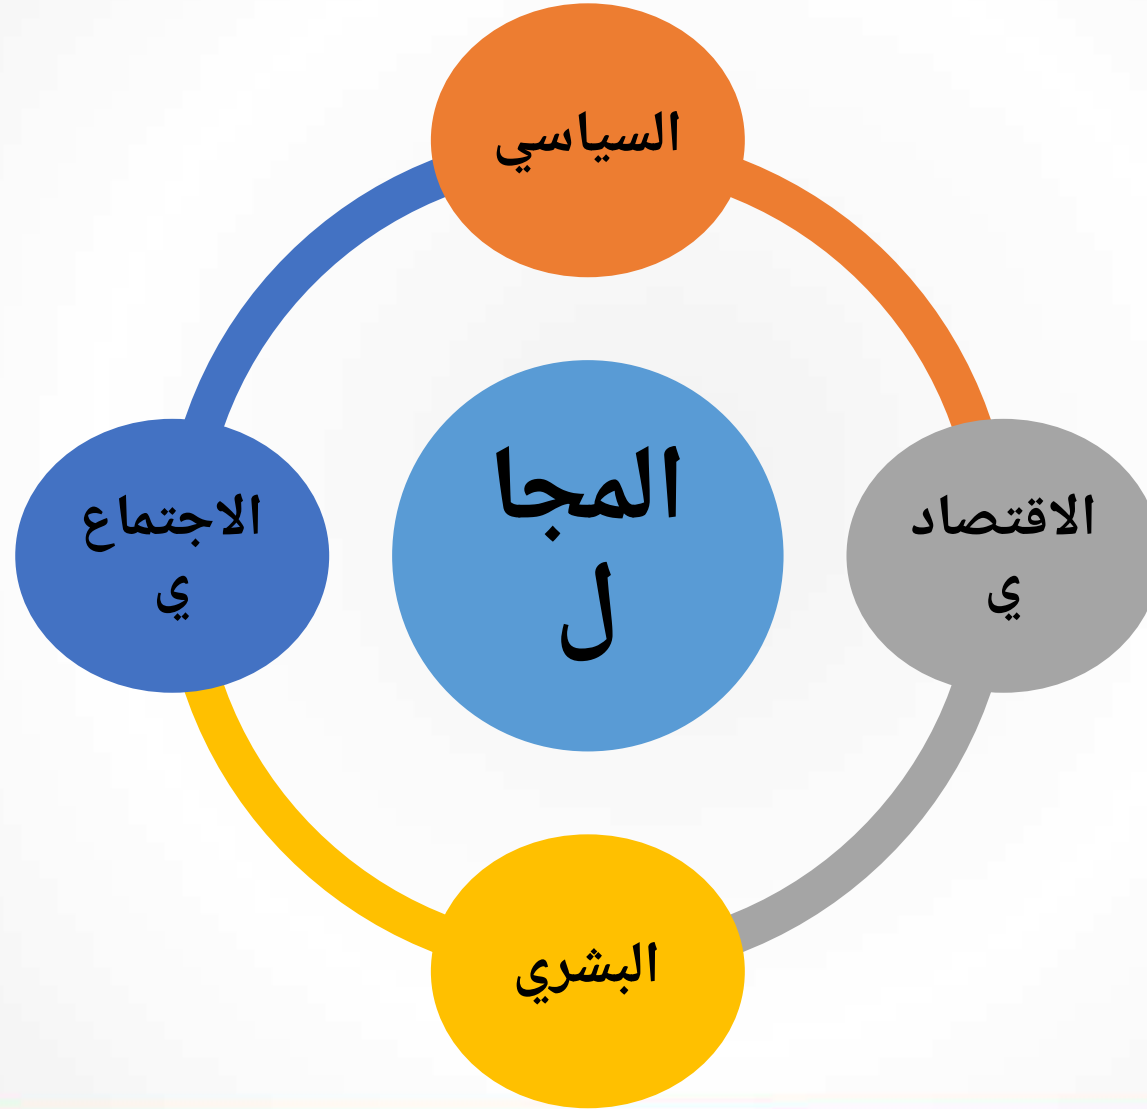 السياسي
الاقتصاد
ي
المجا
ل
الاجتماع
ي
البشري